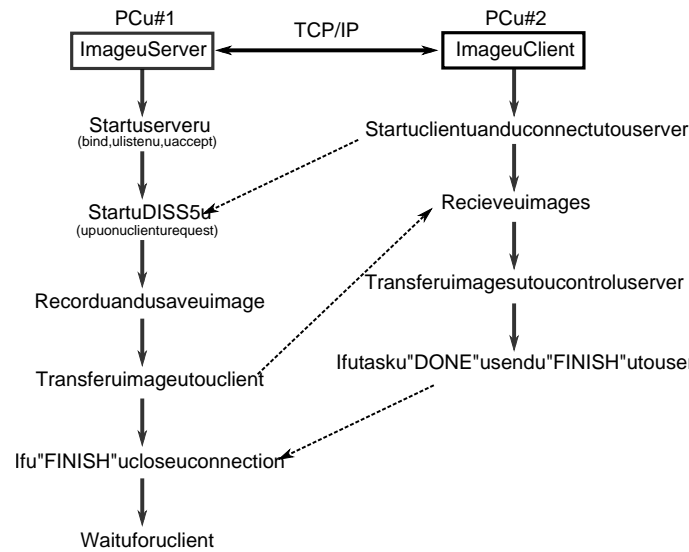 PCu#1
PCu#2
TCP/IP
ImageuServer
ImageuClient
Startuserveru
(bind,ulistenu,uaccept)
Startuclientuanduconnectutouserver
StartuDISS5u
(upuonuclienturequest)
Recieveuimages
Recorduandusaveuimage
Transferuimagesutoucontroluserver
Transferuimageutouclient
Ifutasku"DONE"usendu"FINISH"utouser
Ifu"FINISH"ucloseuconnection
Waituforuclient